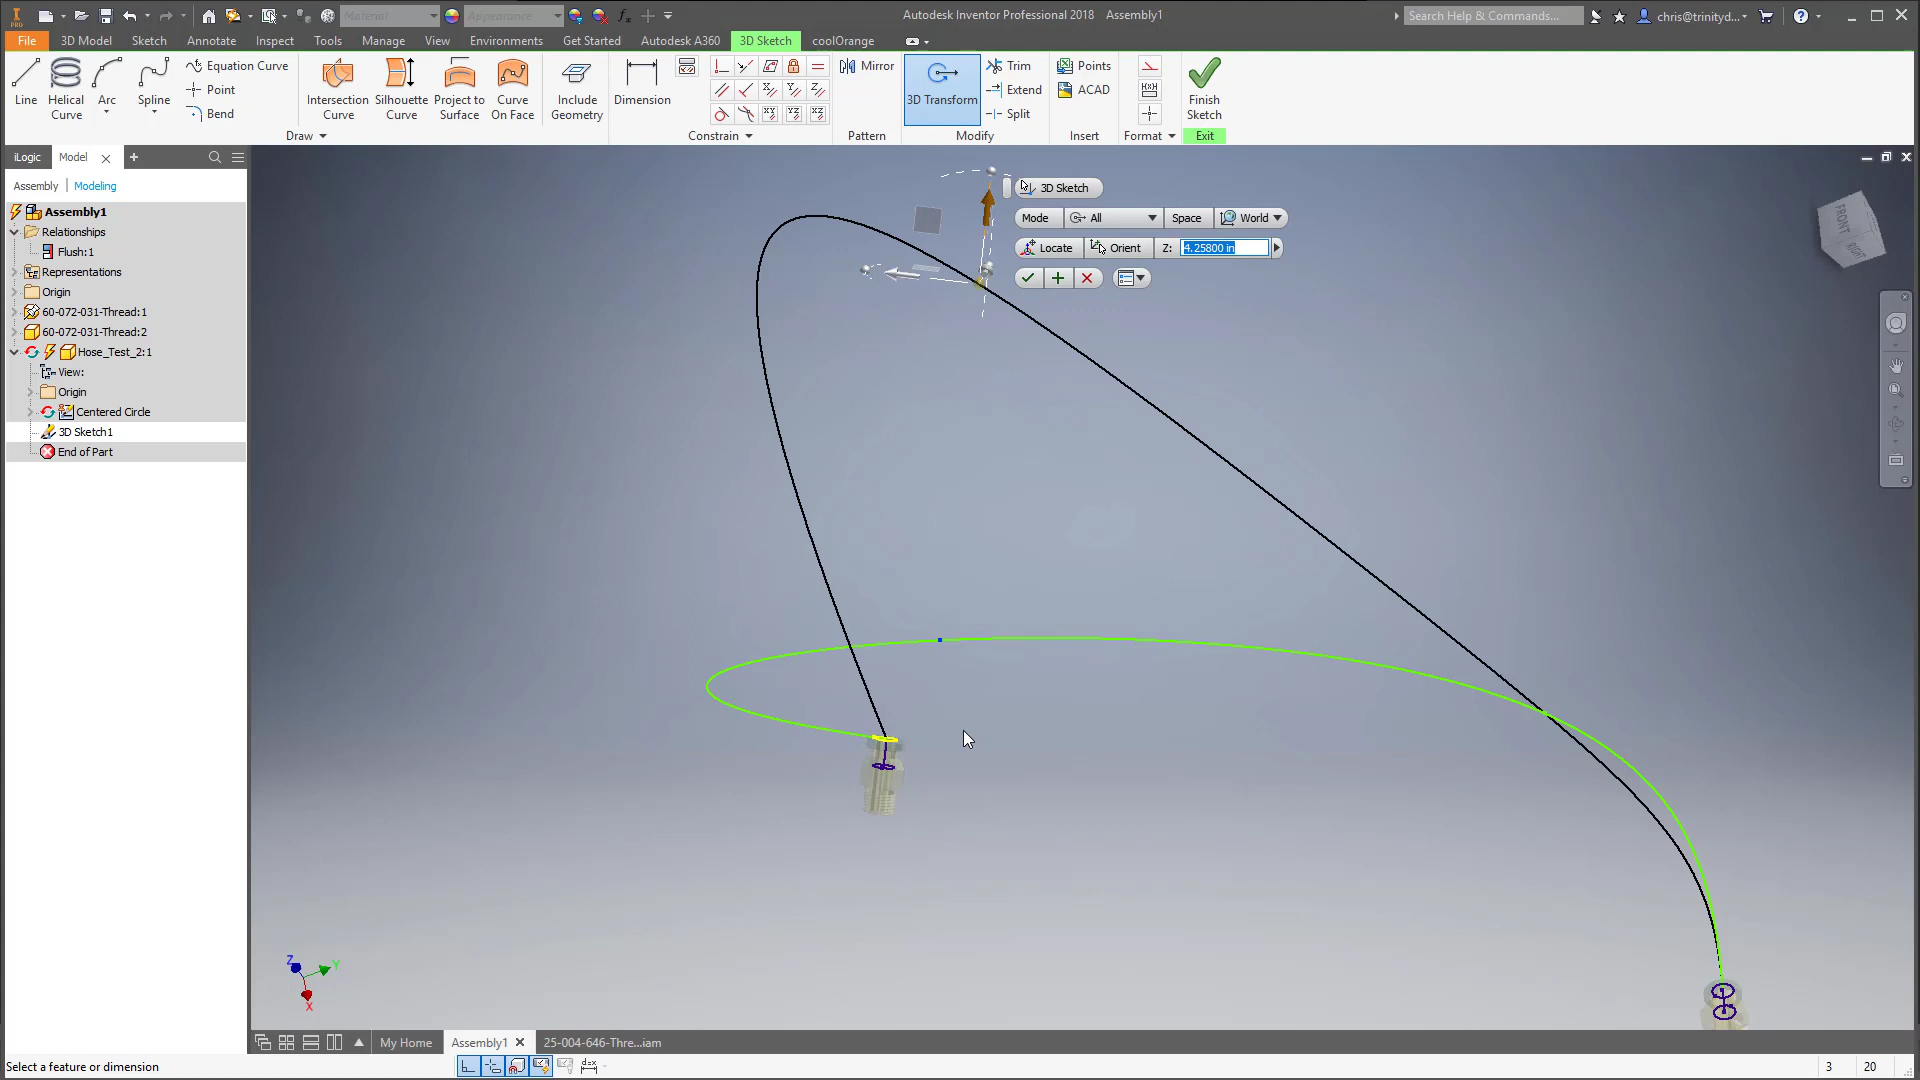 PRO
Material
Appearance
Autodesk Inventor Professional 2018 Assembly1
Search Help & Commands...
chris@trinityd...
File 3D Model Sketch Annotate Inspect Tools Manage View Environments Get Started Autodesk A360 3D Sketch coolOrange
Line
Helical Curve
Arc
Spline
Equation Curve
Point
Bend
Intersection Curve
Silhouette Curve
Project to Surface
Curve On Face
Include Geometry
Dimension
Mirror
3D Transform
Trim
Extend
Split
Points
ACAD
Finish Sketch
Draw Constrain Pattern Modify Insert Format Exit
iLogic Model
Assembly Modeling
Assembly1
Relationships
Flush:1
Representations
Origin
60-072-031-Thread:1
60-072-031-Thread:2
Hose_Test_2:1
View:
Origin
Centered Circle
3D Sketch1
End of Part
3D Sketch
Mode All Space World
Locate Orient Z: 4.25800 in
FRONT
Z Y
X
My Home Assembly1 25-004-646-Thre...iam
Select a feature or dimension
3 20